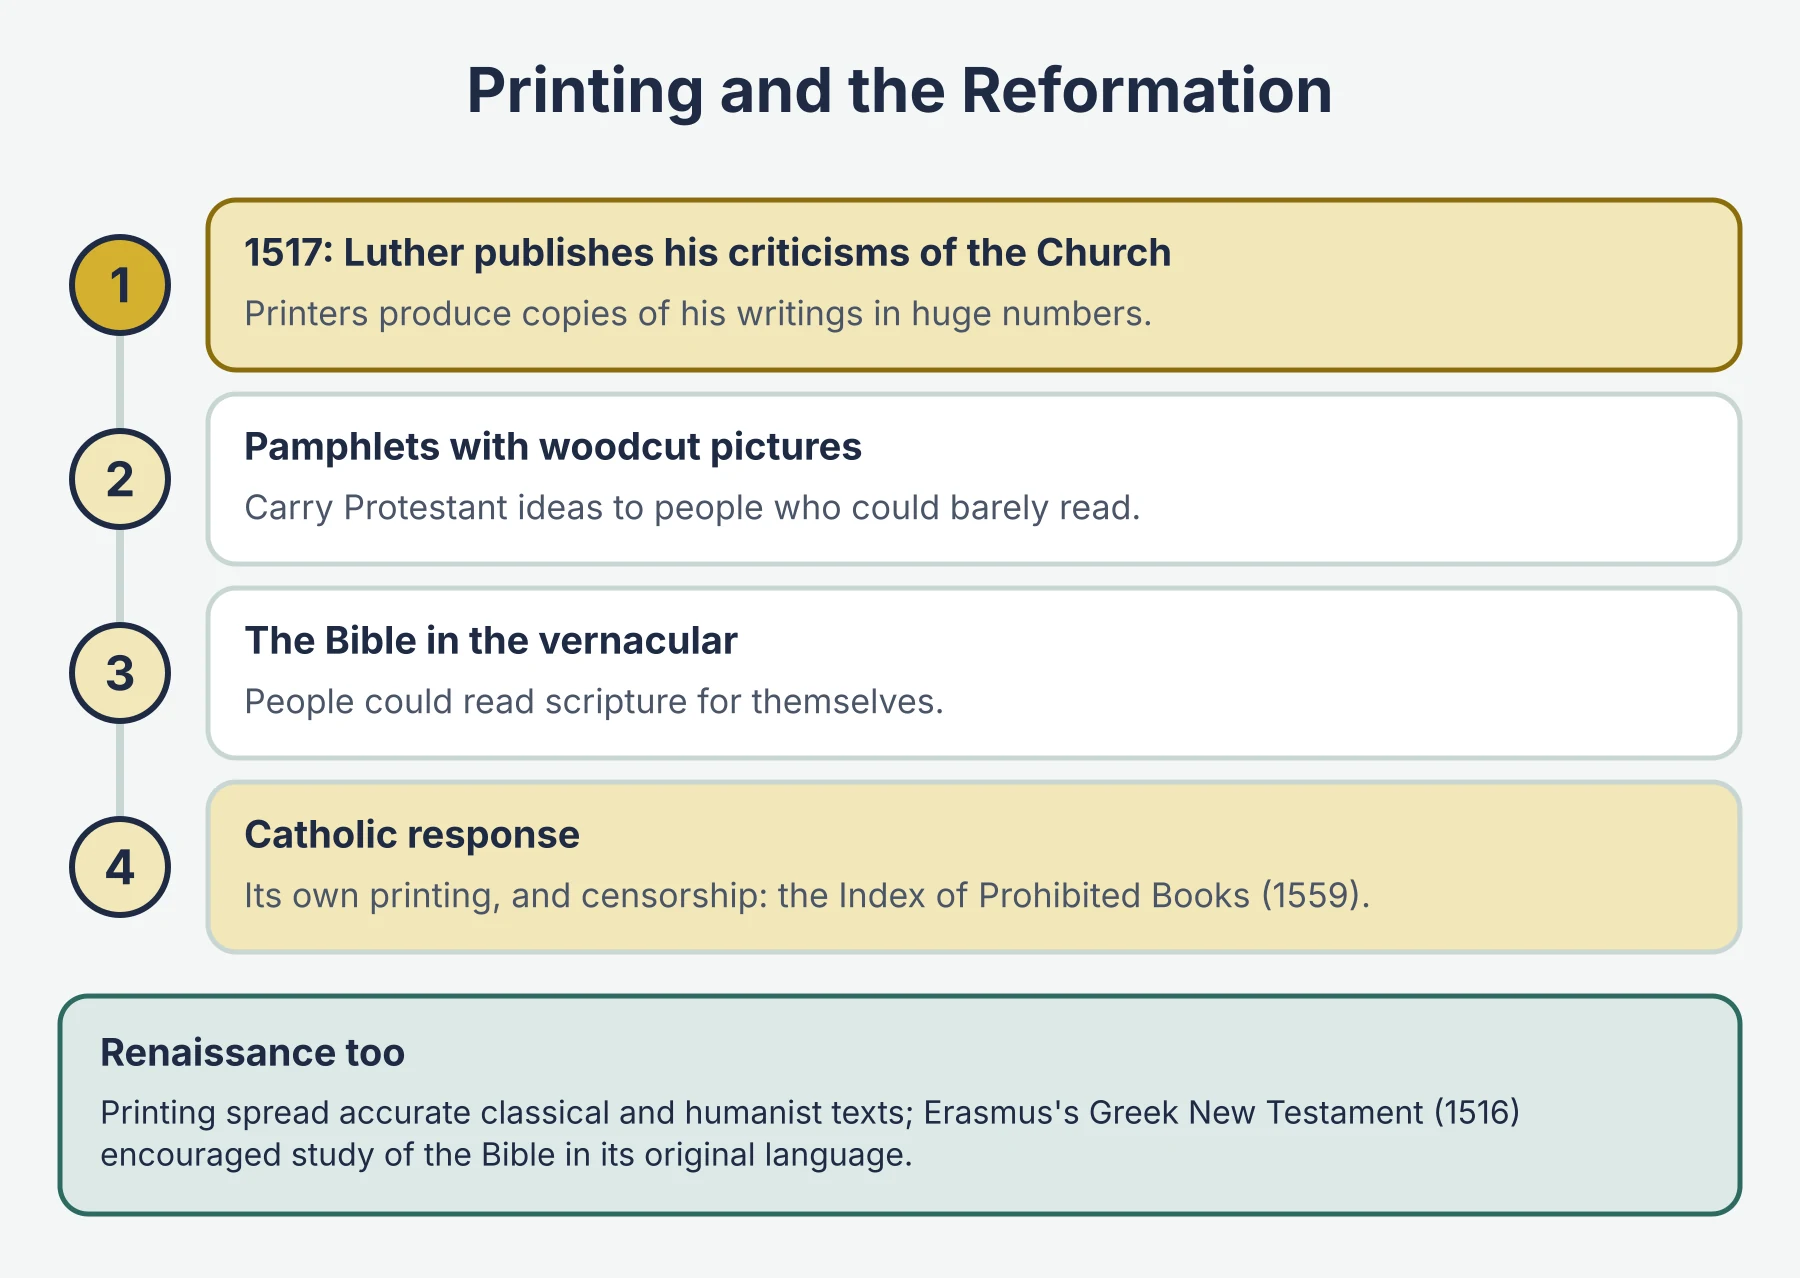 Printing and the Reformation
1
1517: Luther publishes his criticisms of the Church
Printers produce copies of his writings in huge numbers.
2
Pamphlets with woodcut pictures
Carry Protestant ideas to people who could barely read.
3
The Bible in the vernacular
People could read scripture for themselves.
4
Catholic response
Its own printing, and censorship: the Index of Prohibited Books (1559).
Renaissance too
Printing spread accurate classical and humanist texts; Erasmus's Greek New Testament (1516)
encouraged study of the Bible in its original language.